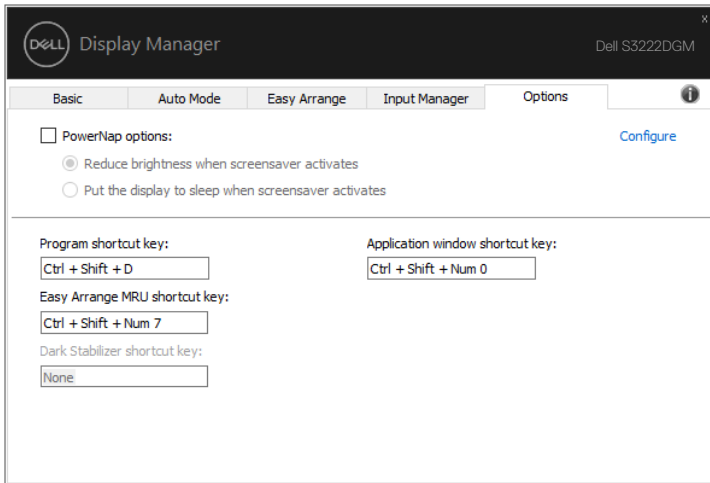 x
DELL Display Manager Dell S3222DGM
Basic Auto Mode Easy Arrange Input Manager Options
PowerNap options: Configure
Reduce brightness when screensaver activates
Put the display to sleep when screensaver activates
Program shortcut key: Application window shortcut key:
Ctrl + Shift + D Ctrl + Shift + Num 0
Easy Arrange MRU shortcut key:
Ctrl + Shift + Num 7
Dark Stabilizer shortcut key:
None